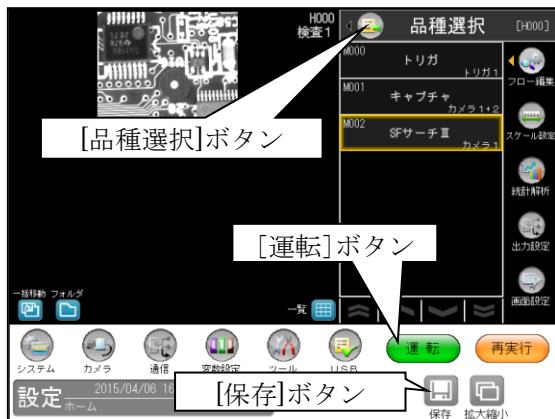 H000
検査1
品種選択
[H000]
M000
トリガ
トリガ1
M001
キャプチャ
カメラ1+2
M002
SFサーチⅡ
カメラ1
フロー編集
スケール設定
統計解析
出力設定
画面設定
[品種選択]ボタン
[運転]ボタン
一括移動 フォルダ
一覧
システム
カメラ
通信
変数設定
ツール
USB
運転
再実行
設定
2015/04/06 16
ホーム
[保存]ボタン
保存
拡大縮小